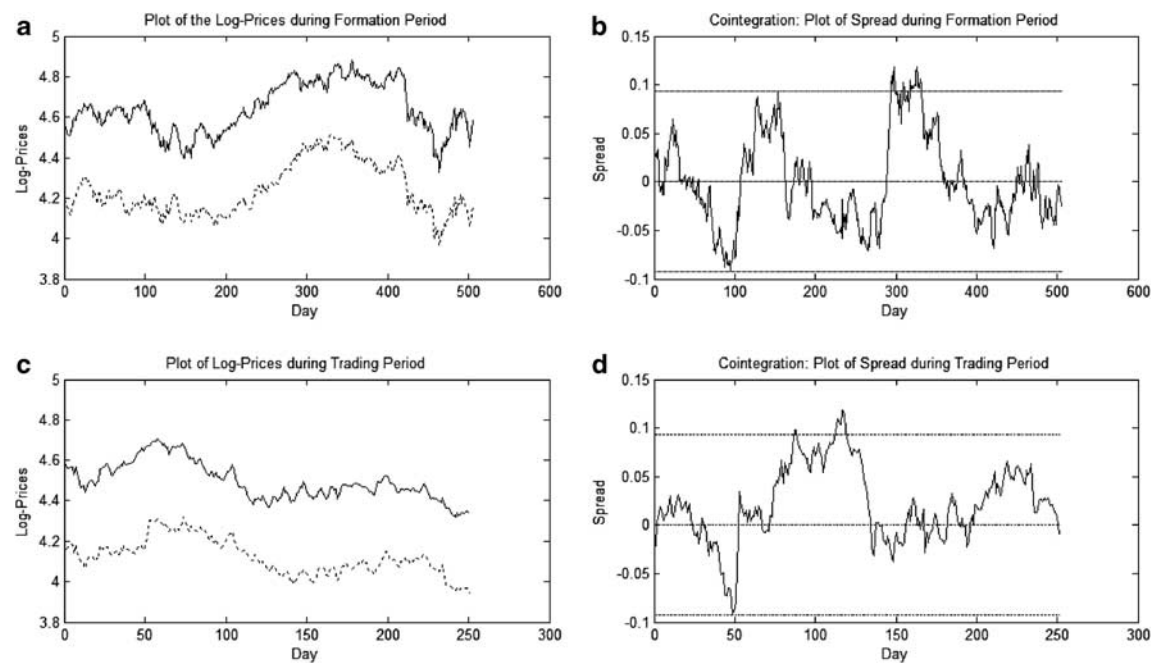 a
Plot of the Log-Prices during Formation Period
5
4.8
4.6
4.4
4.2
4
3.8
Log-Prices
0 100 200 300 400 500 600
Day
b
Cointegration: Plot of Spread during Formation Period
0.15
0.1
0.05
0
-0.05
-0.1
Spread
0 100 200 300 400 500 600
Day
c
Plot of Log-Prices during Trading Period
5
4.8
4.6
4.4
4.2
4
3.8
Log-Prices
0 50 100 150 200 250 300
Day
d
Cointegration: Plot of Spread during Trading Period
0.15
0.1
0.05
0
-0.05
-0.1
Spread
0 50 100 150 200 250 300
Day